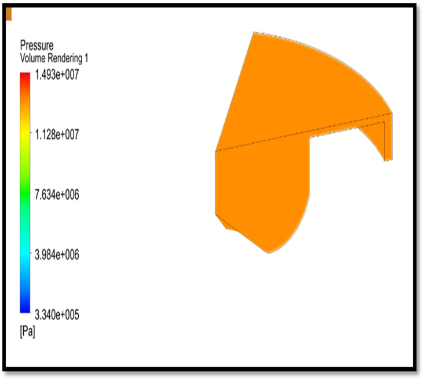 Pressure
Volume Rendering 1
1.493e+007
1.128e+007
7.634e+006
3.984e+006
3.340e+005
[Pa]